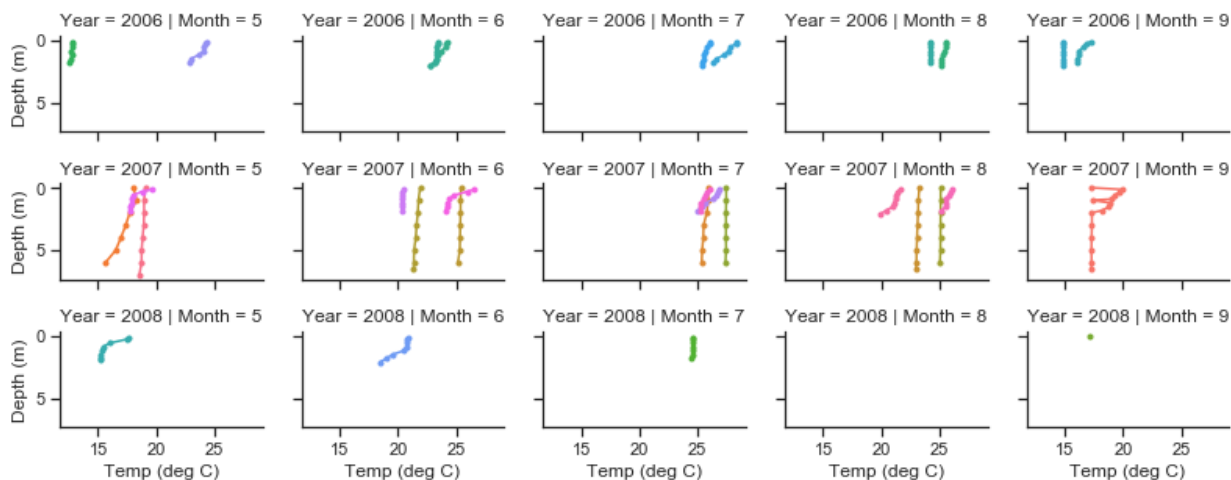 Year = 2006 | Month = 5 Year = 2006 | Month = 6 Year = 2006 | Month = 7 Year = 2006 | Month = 8 Year = 2006 | Month = 9
0
Depth (m)
5
Year = 2007 | Month = 5 Year = 2007 | Month = 6 Year = 2007 | Month = 7 Year = 2007 | Month = 8 Year = 2007 | Month = 9
0
Depth (m)
5
Year = 2008 | Month = 5 Year = 2008 | Month = 6 Year = 2008 | Month = 7 Year = 2008 | Month = 8 Year = 2008 | Month = 9
0
Depth (m)
5
15 20 25 15 20 25 15 20 25 15 20 25 15 20 25
Temp (deg C) Temp (deg C) Temp (deg C) Temp (deg C) Temp (deg C)